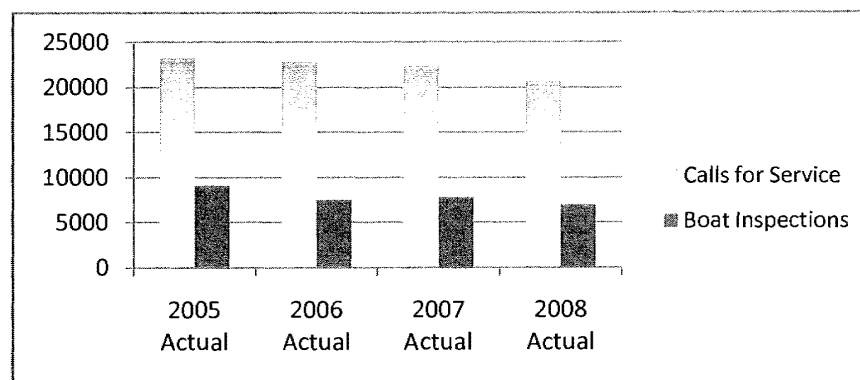 25000
20000
15000
10000
5000
0
2005
Actual
2006
Actual
2007
Actual
2008
Actual
Calls for Service
Boat Inspections